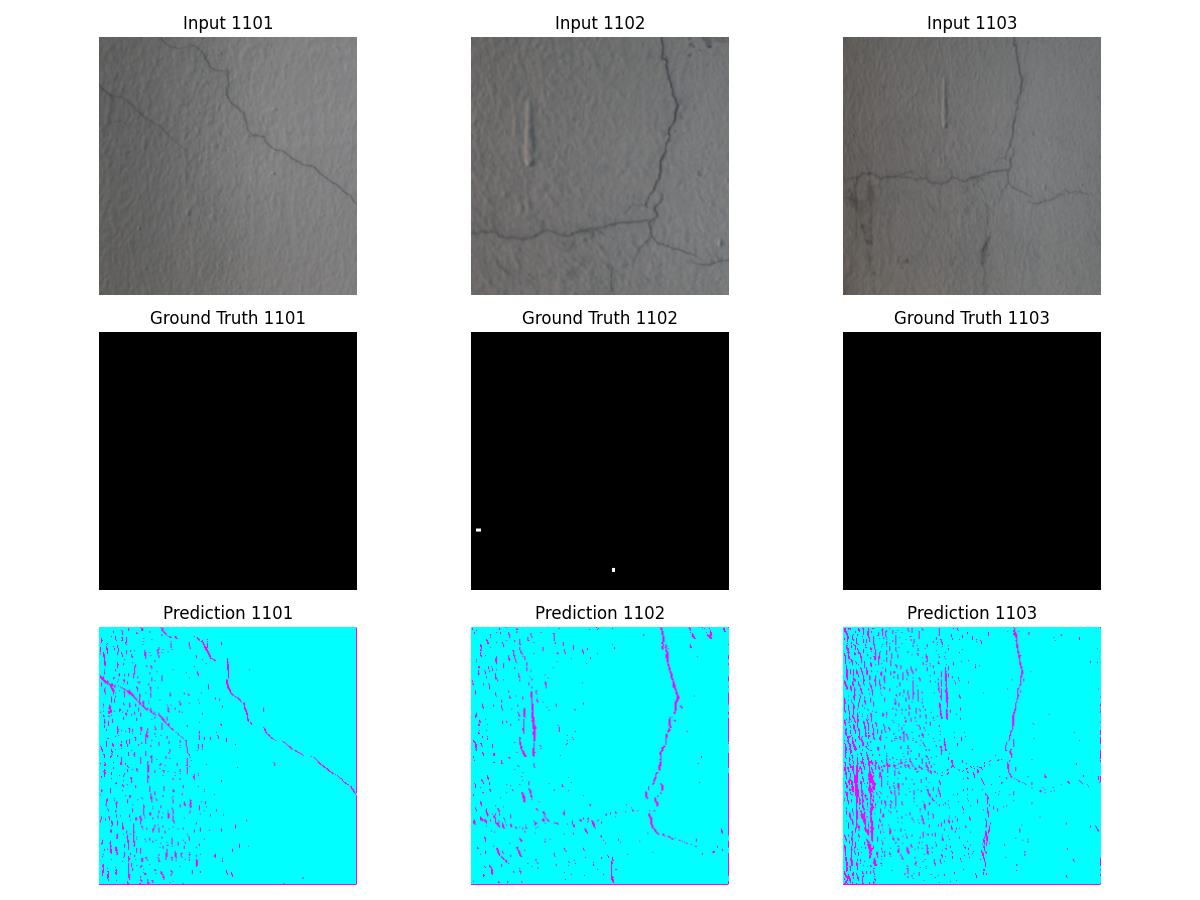 Input 1101
Input 1102
Input 1103
Ground Truth 1101
Ground Truth 1102
Ground Truth 1103
Prediction 1101
Prediction 1102
Prediction 1103